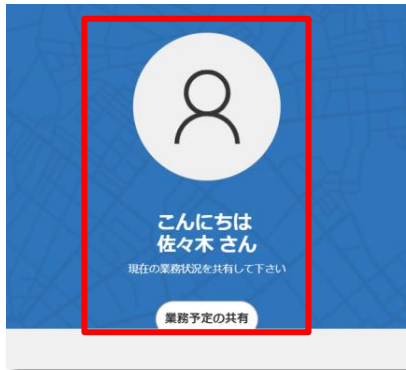 こんにちは
佐々木 さん
現在の業務状況を共有して下さい
業務予定の共有